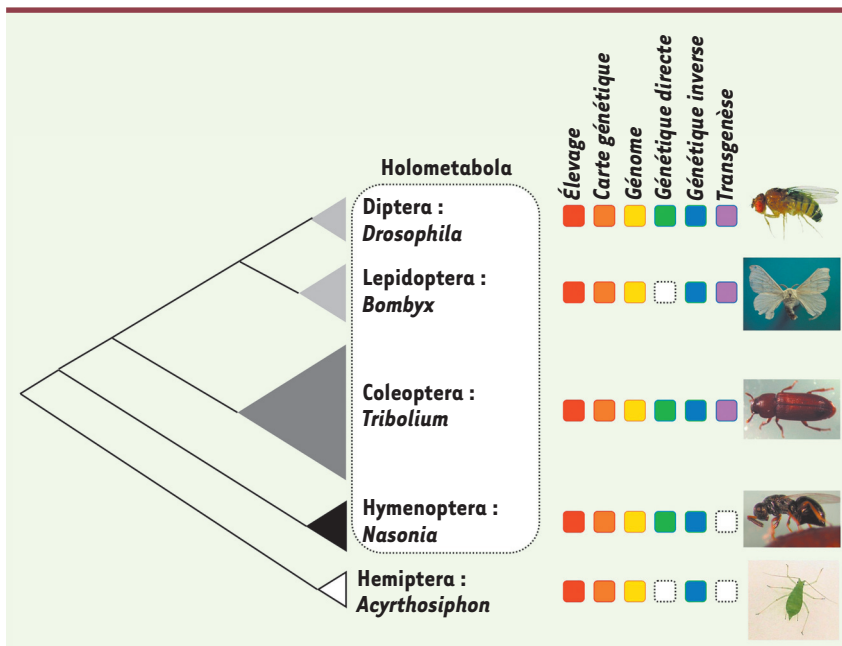 Élevage
Carte génétique
Génome
Génétique directe
Génétique inverse
Transgenèse
Holometabola
Diptera :
Drosophila
Lepidoptera :
Bombyx
Coleoptera :
Tribolium
Hymenoptera :
Nasonia
Hemiptera :
Acyrthosiphon